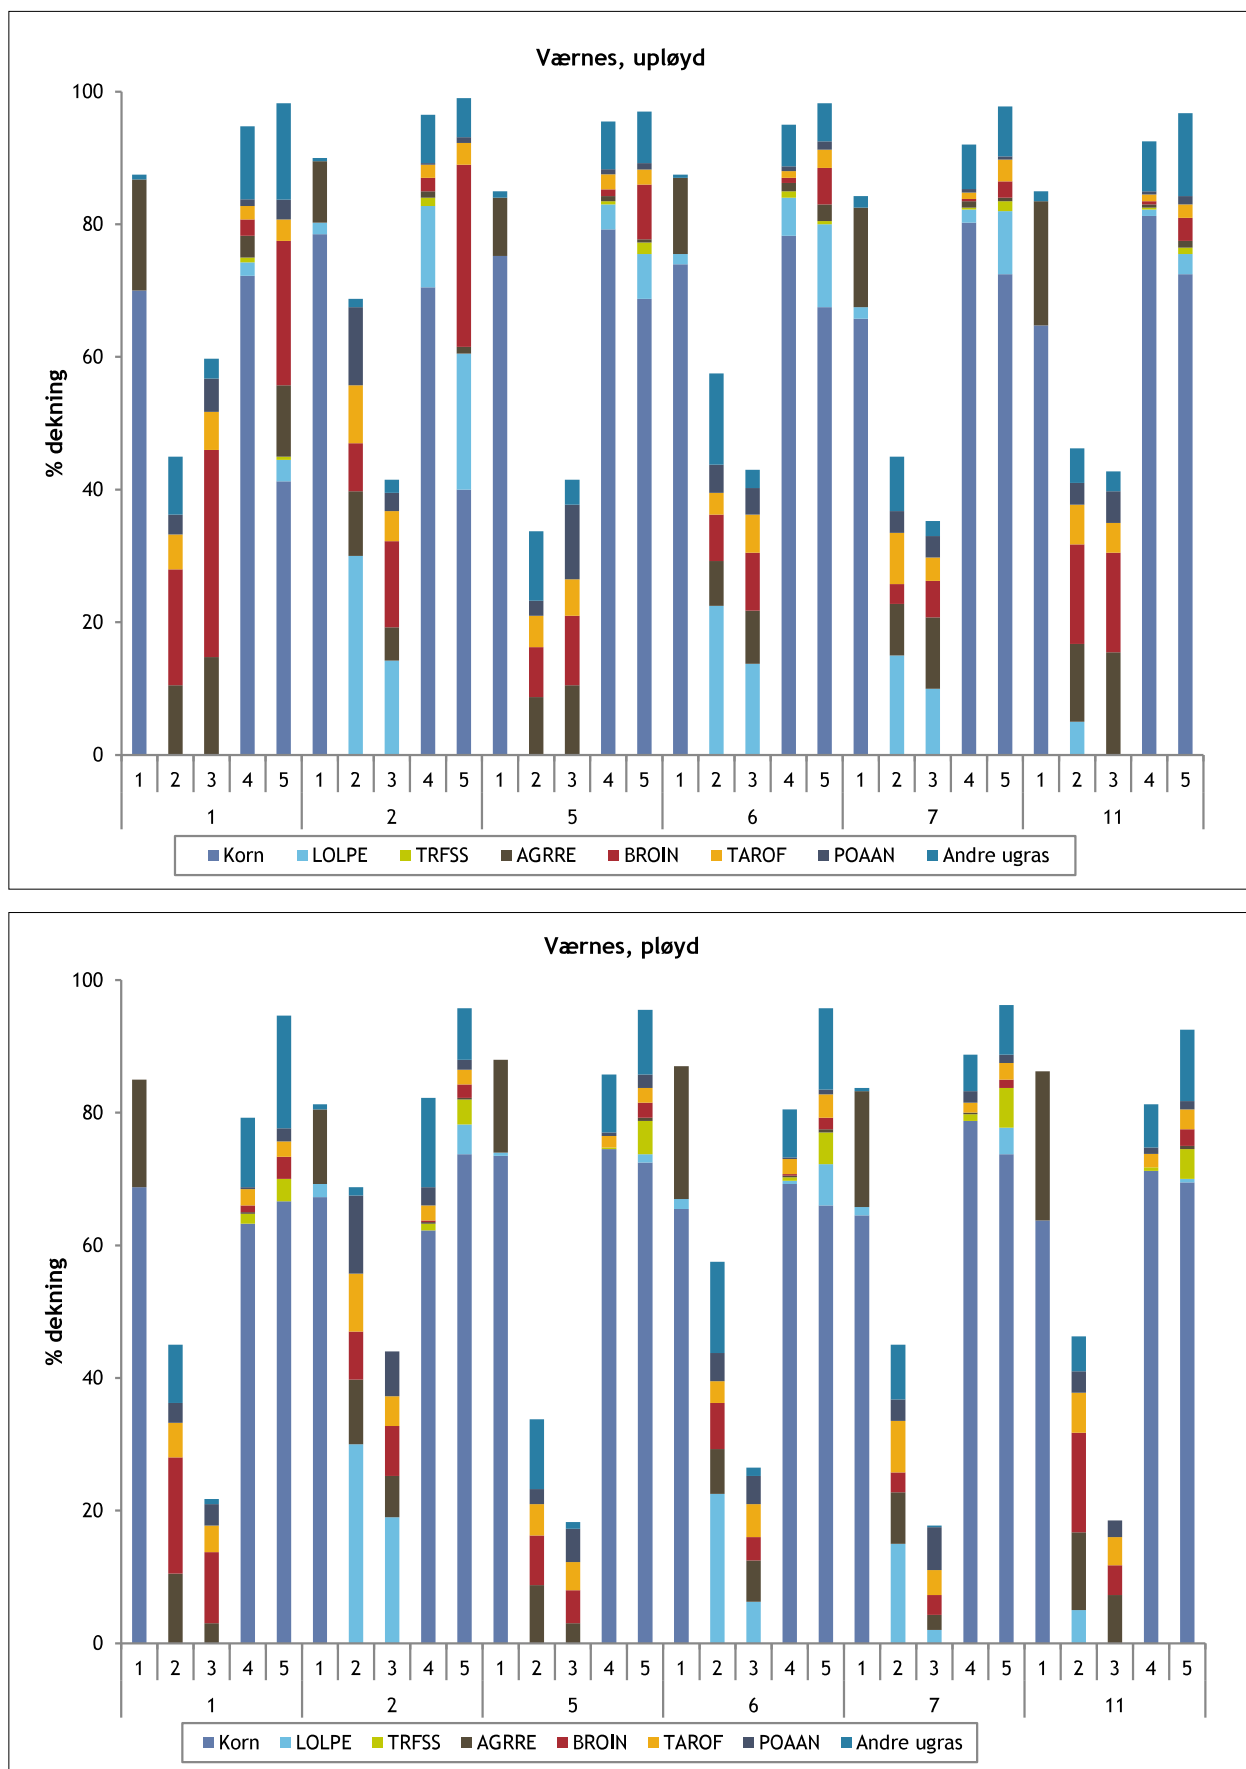 Værnes, upløyd
100
80
60
40
20
0
% dekning
1 2 3 4 5 1 2 3 4 5 1 2 3 4 5 1 2 3 4 5 1 2 3 4 5 1 2 3 4 5
1 2 5 6 7 11
Korn LOLPE TRFSS AGRRE BROIN TAROF POAAN Andre ugras
Værnes, pløyd
100
80
60
40
20
0
% dekning
1 2 3 4 5 1 2 3 4 5 1 2 3 4 5 1 2 3 4 5 1 2 3 4 5 1 2 3 4 5
1 2 5 6 7 11
Korn LOLPE TRFSS AGRRE BROIN TAROF POAAN Andre ugras